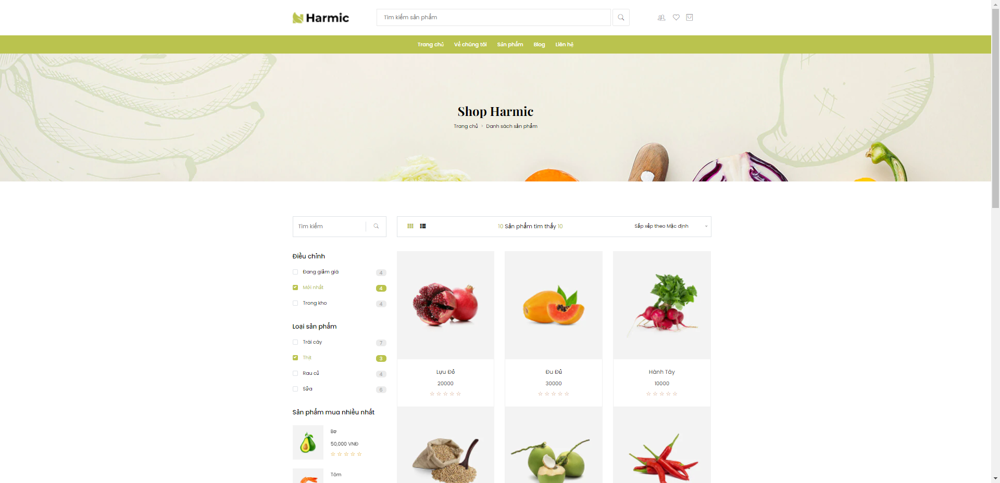 Harmic
Tìm kiếm sản phẩm
Trang chủ Về chúng tôi Sản phẩm Blog Liên hệ
Shop Harmic
Trang chủ > Danh sách sản phẩm
Tìm kiếm
10 Sản phẩm tìm thấy 10
Sắp xếp theo Mặc định
Điều chỉnh
Đang giảm giá 4
Mới nhất 4
Trong kho 4
Loại sản phẩm
Trái cây 7
Thịt 3
Rau củ 4
Sữa 6
Sản phẩm mua nhiều nhất
Bơ
50,000 VNĐ
Tôm
Lựu Đỏ
20000
Đu Đủ
30000
Hành Tây
10000